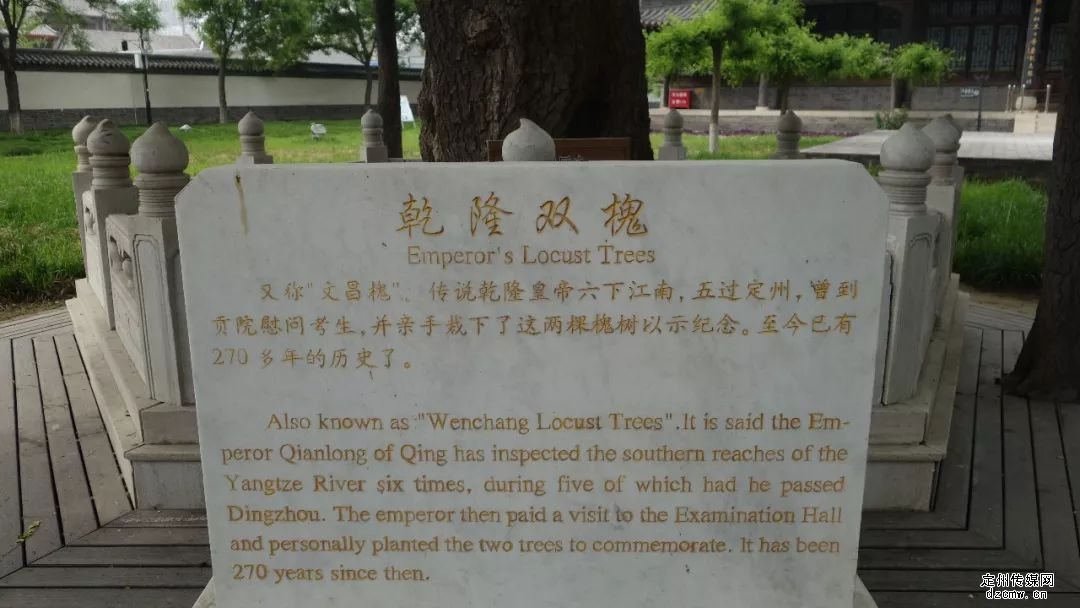 乾隆双槐
Emperor's Locust Trees
又称"文昌槐"。传说乾隆皇帝六下江南，五过定州，曾到
贡院慰问考生，并亲手栽下了这两棵槐树以示纪念。至今已有
270多年的历史了。
Also known as "Wenchang Locust Trees".It is said the Em-
peror Qianlong of Qing has inspected the southern reaches of the
Yangtze River six times, during five of which had he passed
Dingzhou. The emperor then paid a visit to the Examination Hall
and personally planted the two trees to commemorate. It has been
270 years since then.
定州传媒网
dzcmw.cn